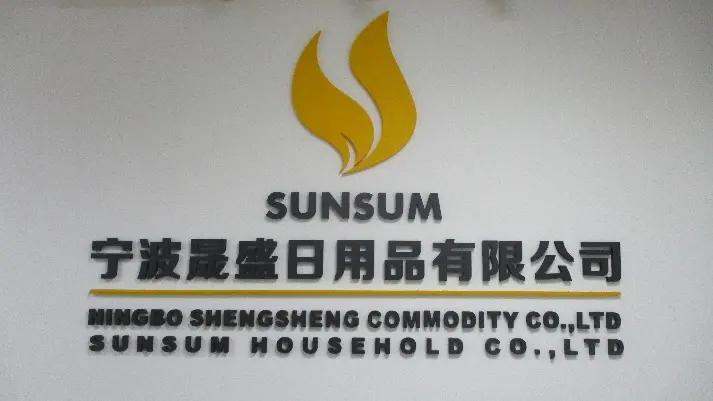 SUNSUM
宁波晟盛日用品有限公司
NINGBO SHENGSHENG COMMODITY CO.,LTD
SUNSUM HOUSEHOLD CO.,LTD